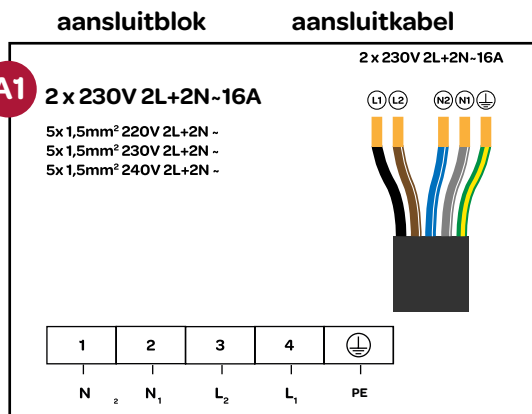 aansluitblok aansluitkabel
2 x 230V 2L+2N~16A
A1
2 x 230V 2L+2N~16A
L1 L2 N2 N1
5x 1,5mm² 220V 2L+2N ~
5x 1,5mm² 230V 2L+2N ~
5x 1,5mm² 240V 2L+2N ~
1 2 3 4
N ₂ N₁ L₂ L₁ PE